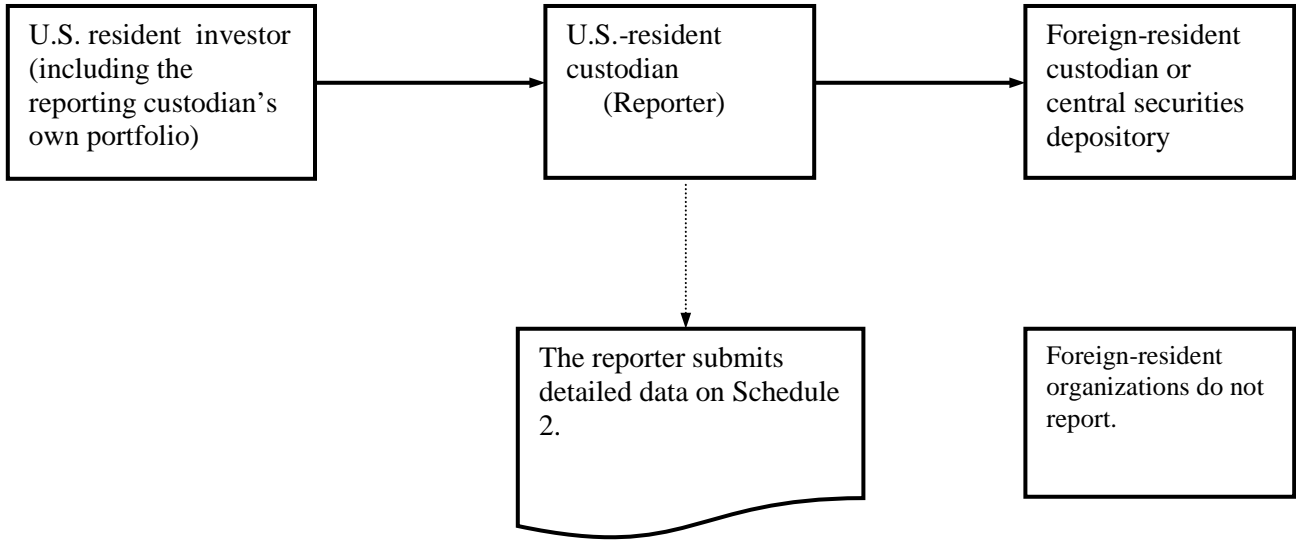 U.S. resident  investor
(including the
reporting custodian's
own portfolio)
U.S.-resident
custodian
(Reporter)
Foreign-resident
custodian or
central securities
depository
The reporter submits
detailed data on Schedule
2.
Foreign-resident
organizations do not
report.